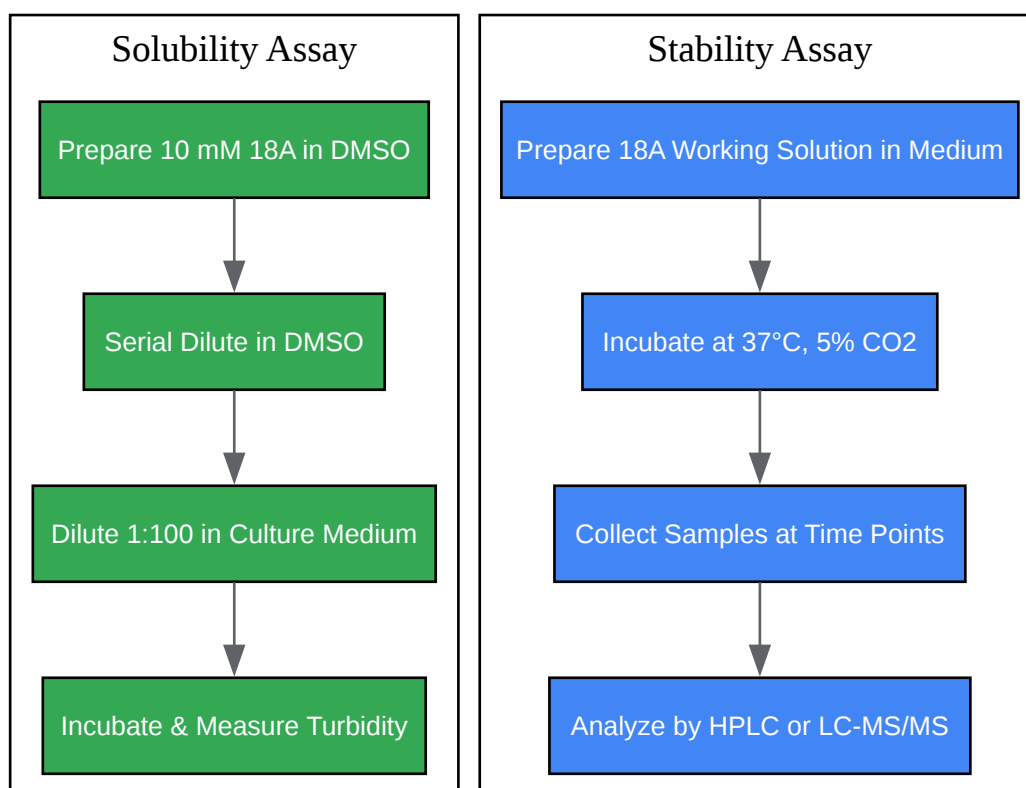 Solubility Assay
Prepare 10 mM 18A in DMSO
Serial Dilute in DMSO
Dilute 1:100 in Culture Medium
Incubate & Measure Turbidity
Stability Assay
Prepare 18A Working Solution in Medium
Incubate at 37°C, 5% CO2
Collect Samples at Time Points
Analyze by HPLC or LC-MS/MS